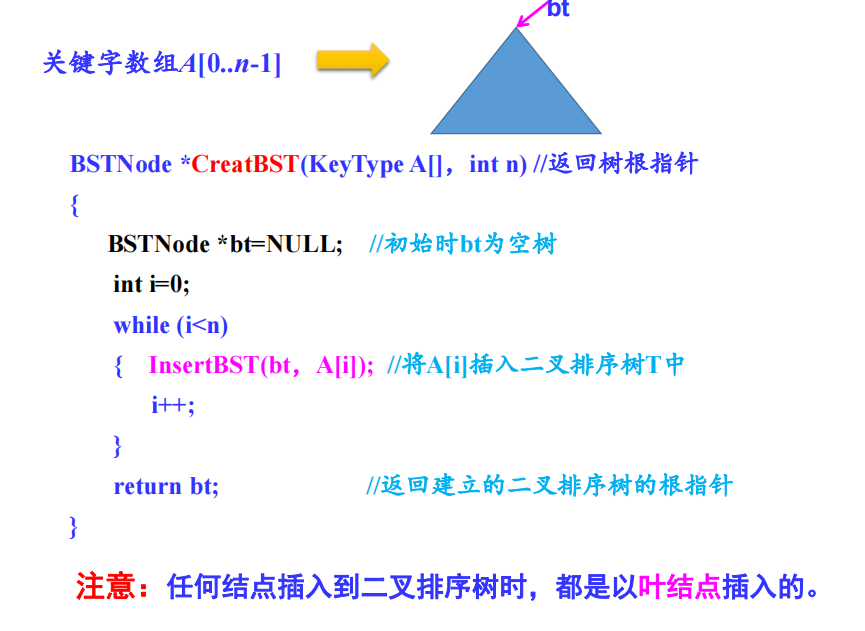 bt
关键字数组A[0..n-1]
BSTNode *CreatBST(KeyType A[]，int n) //返回树根指针
{
BSTNode *bt=NULL; //初始时bt为空树
int i=0;
while (i<n)
{ InsertBST(bt，A[i]); //将A[i]插入二叉排序树T中
i++;
}
return bt; //返回建立的二叉排序树的根指针
}
注意：任何结点插入到二叉排序树时，都是以叶结点插入的。